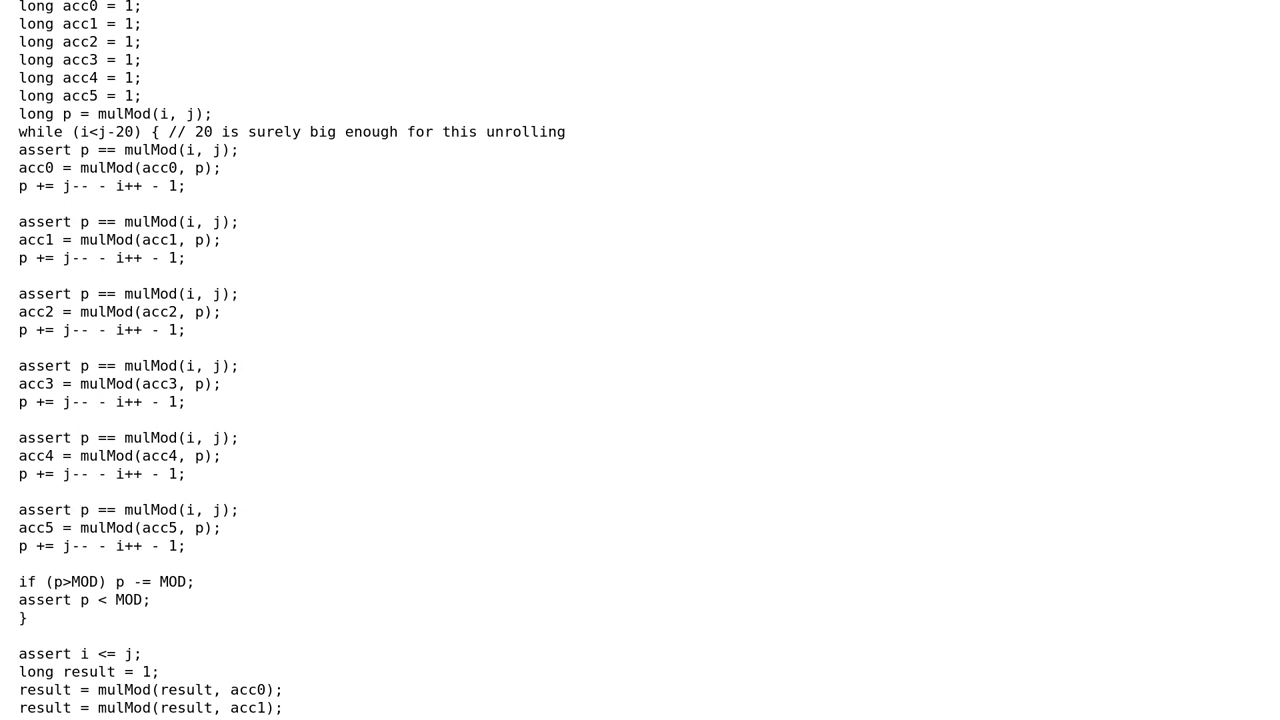 long acc0 = 1;
long acc1 = 1;
long acc2 = 1;
long acc3 = 1;
long acc4 = 1;
long acc5 = 1;
long p = mulMod(i, j);
while (i<j-20) { // 20 is surely big enough for this unrolling
assert p == mulMod(i, j);
acc0 = mulMod(acc0, p);
p += j-- - i++ - 1;

assert p == mulMod(i, j);
acc1 = mulMod(acc1, p);
p += j-- - i++ - 1;

assert p == mulMod(i, j);
acc2 = mulMod(acc2, p);
p += j-- - i++ - 1;

assert p == mulMod(i, j);
acc3 = mulMod(acc3, p);
p += j-- - i++ - 1;

assert p == mulMod(i, j);
acc4 = mulMod(acc4, p);
p += j-- - i++ - 1;

assert p == mulMod(i, j);
acc5 = mulMod(acc5, p);
p += j-- - i++ - 1;

if (p>MOD) p -= MOD;
assert p < MOD;
}

assert i <= j;
long result = 1;
result = mulMod(result, acc0);
result = mulMod(result, acc1);